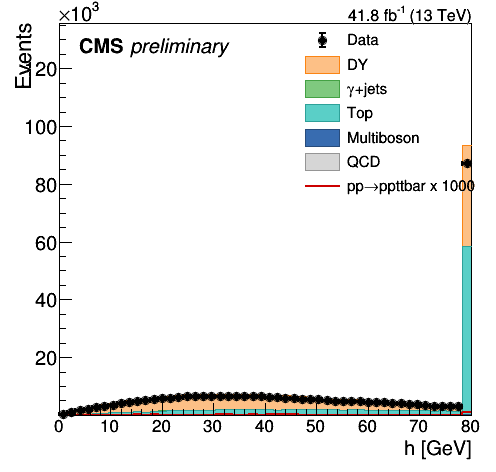 ×10³
41.8 fb⁻¹ (13 TeV)
CMS preliminary
Events
Data
DY
γ+jets
Top
Multiboson
QCD
pp→ppttbar x 1000
120
100
80
60
40
20
0 10 20 30 40 50 60 70 80
h [GeV]